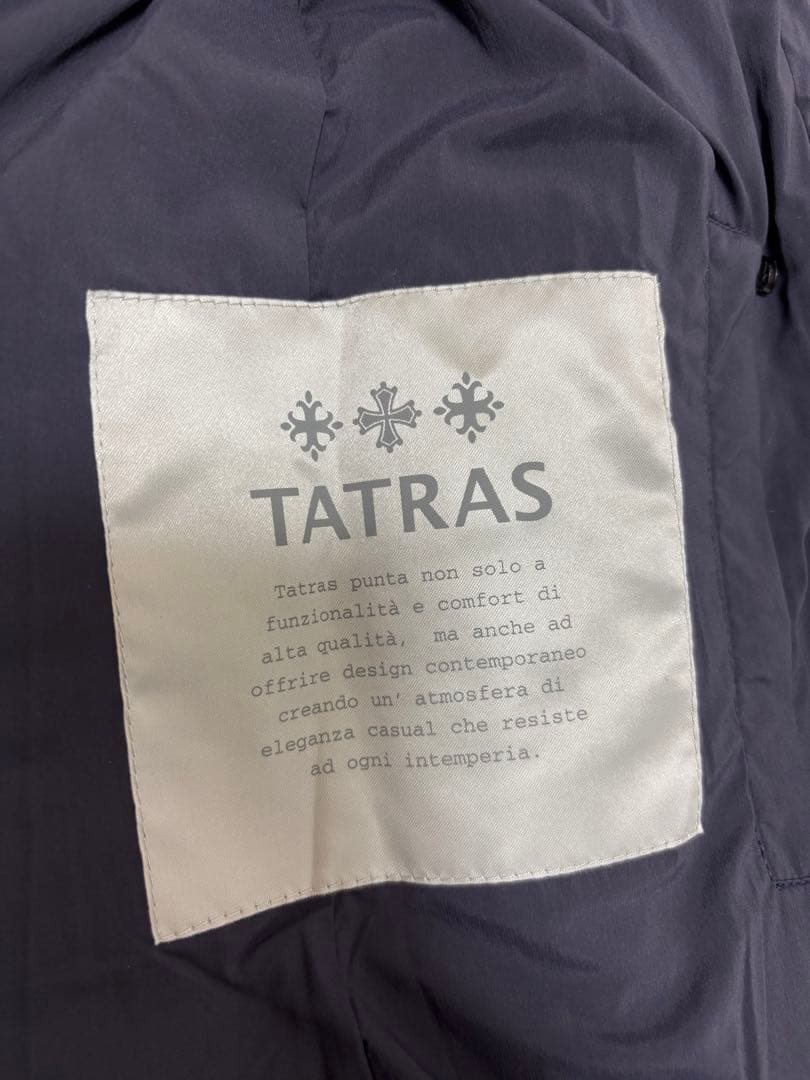 TATRAS
Tatras punta non solo a
funzionalità e comfort di
alta qualità, ma anche ad
offrire design contemporaneo
creando un' atmosfera di
eleganza casual che resiste
ad ogni intemperia.